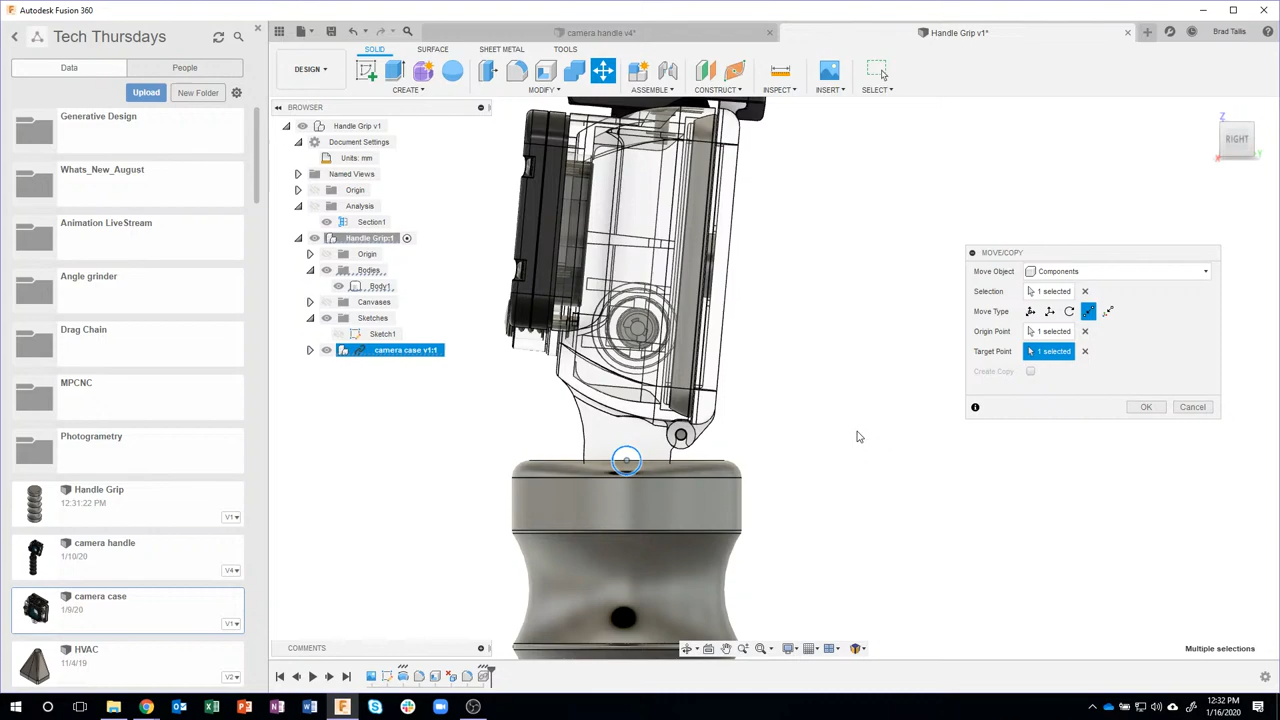 Autodesk Fusion 360
Tech Thursdays
camera handle v4*
Handle Grip v1*
Brad Tallis
Data
People
Upload
New Folder
Generative Design
Whats_New_August
Animation LiveStream
Angle grinder
Drag Chain
MPCNC
Photogrametry
Handle Grip
12:31:22 PM
V1▾
camera handle
1/10/20
V4▾
camera case
1/9/20
V1▾
HVAC
11/4/19
V2▾
DESIGN ▾
SOLID
SURFACE
SHEET METAL
TOOLS
CREATE ▾
MODIFY ▾
ASSEMBLE ▾
CONSTRUCT ▾
INSPECT ▾
INSERT ▾
SELECT ▾
BROWSER
Handle Grip v1
Document Settings
Units: mm
Named Views
Origin
Analysis
Section1
Handle Grip:1
Origin
Bodies
Body1
Canvases
Sketches
Sketch1
camera case v1:1
Z
RIGHT
X
Y
MOVE/COPY
Move Object
Components
Selection
1 selected
Move Type
Origin Point
1 selected
Target Point
1 selected
Create Copy
OK
Cancel
COMMENTS
Multiple selections
12:32 PM
1/16/2020